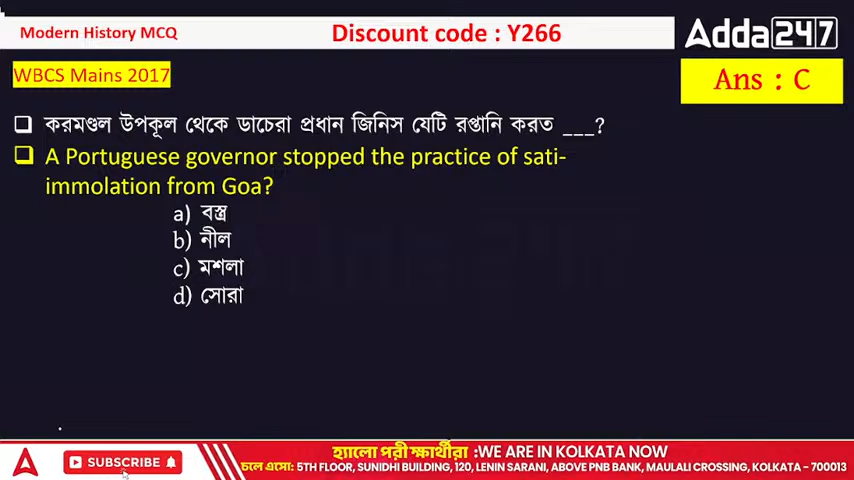 Modern History MCQ
Discount code : Y266
Adda247
WBCS Mains 2017
Ans : C
করমণ্ডল উপকূল থেকে ডাচেরা প্রধান জিনিস যেটি রপ্তানি করত ___?
A Portuguese governor stopped the practice of sati-
immolation from Goa?
a) বস্ত্র
b) নীল
c) মশলা
d) সোরা
হ্যালো পরীক্ষার্থীরা :WE ARE IN KOLKATA NOW
SUBSCRIBE
চলে এসো: 5TH FLOOR, SUNIDHI BUILDING, 120, LENIN SARANI, ABOVE PNB BANK, MAULALI CROSSING, KOLKATA - 700013